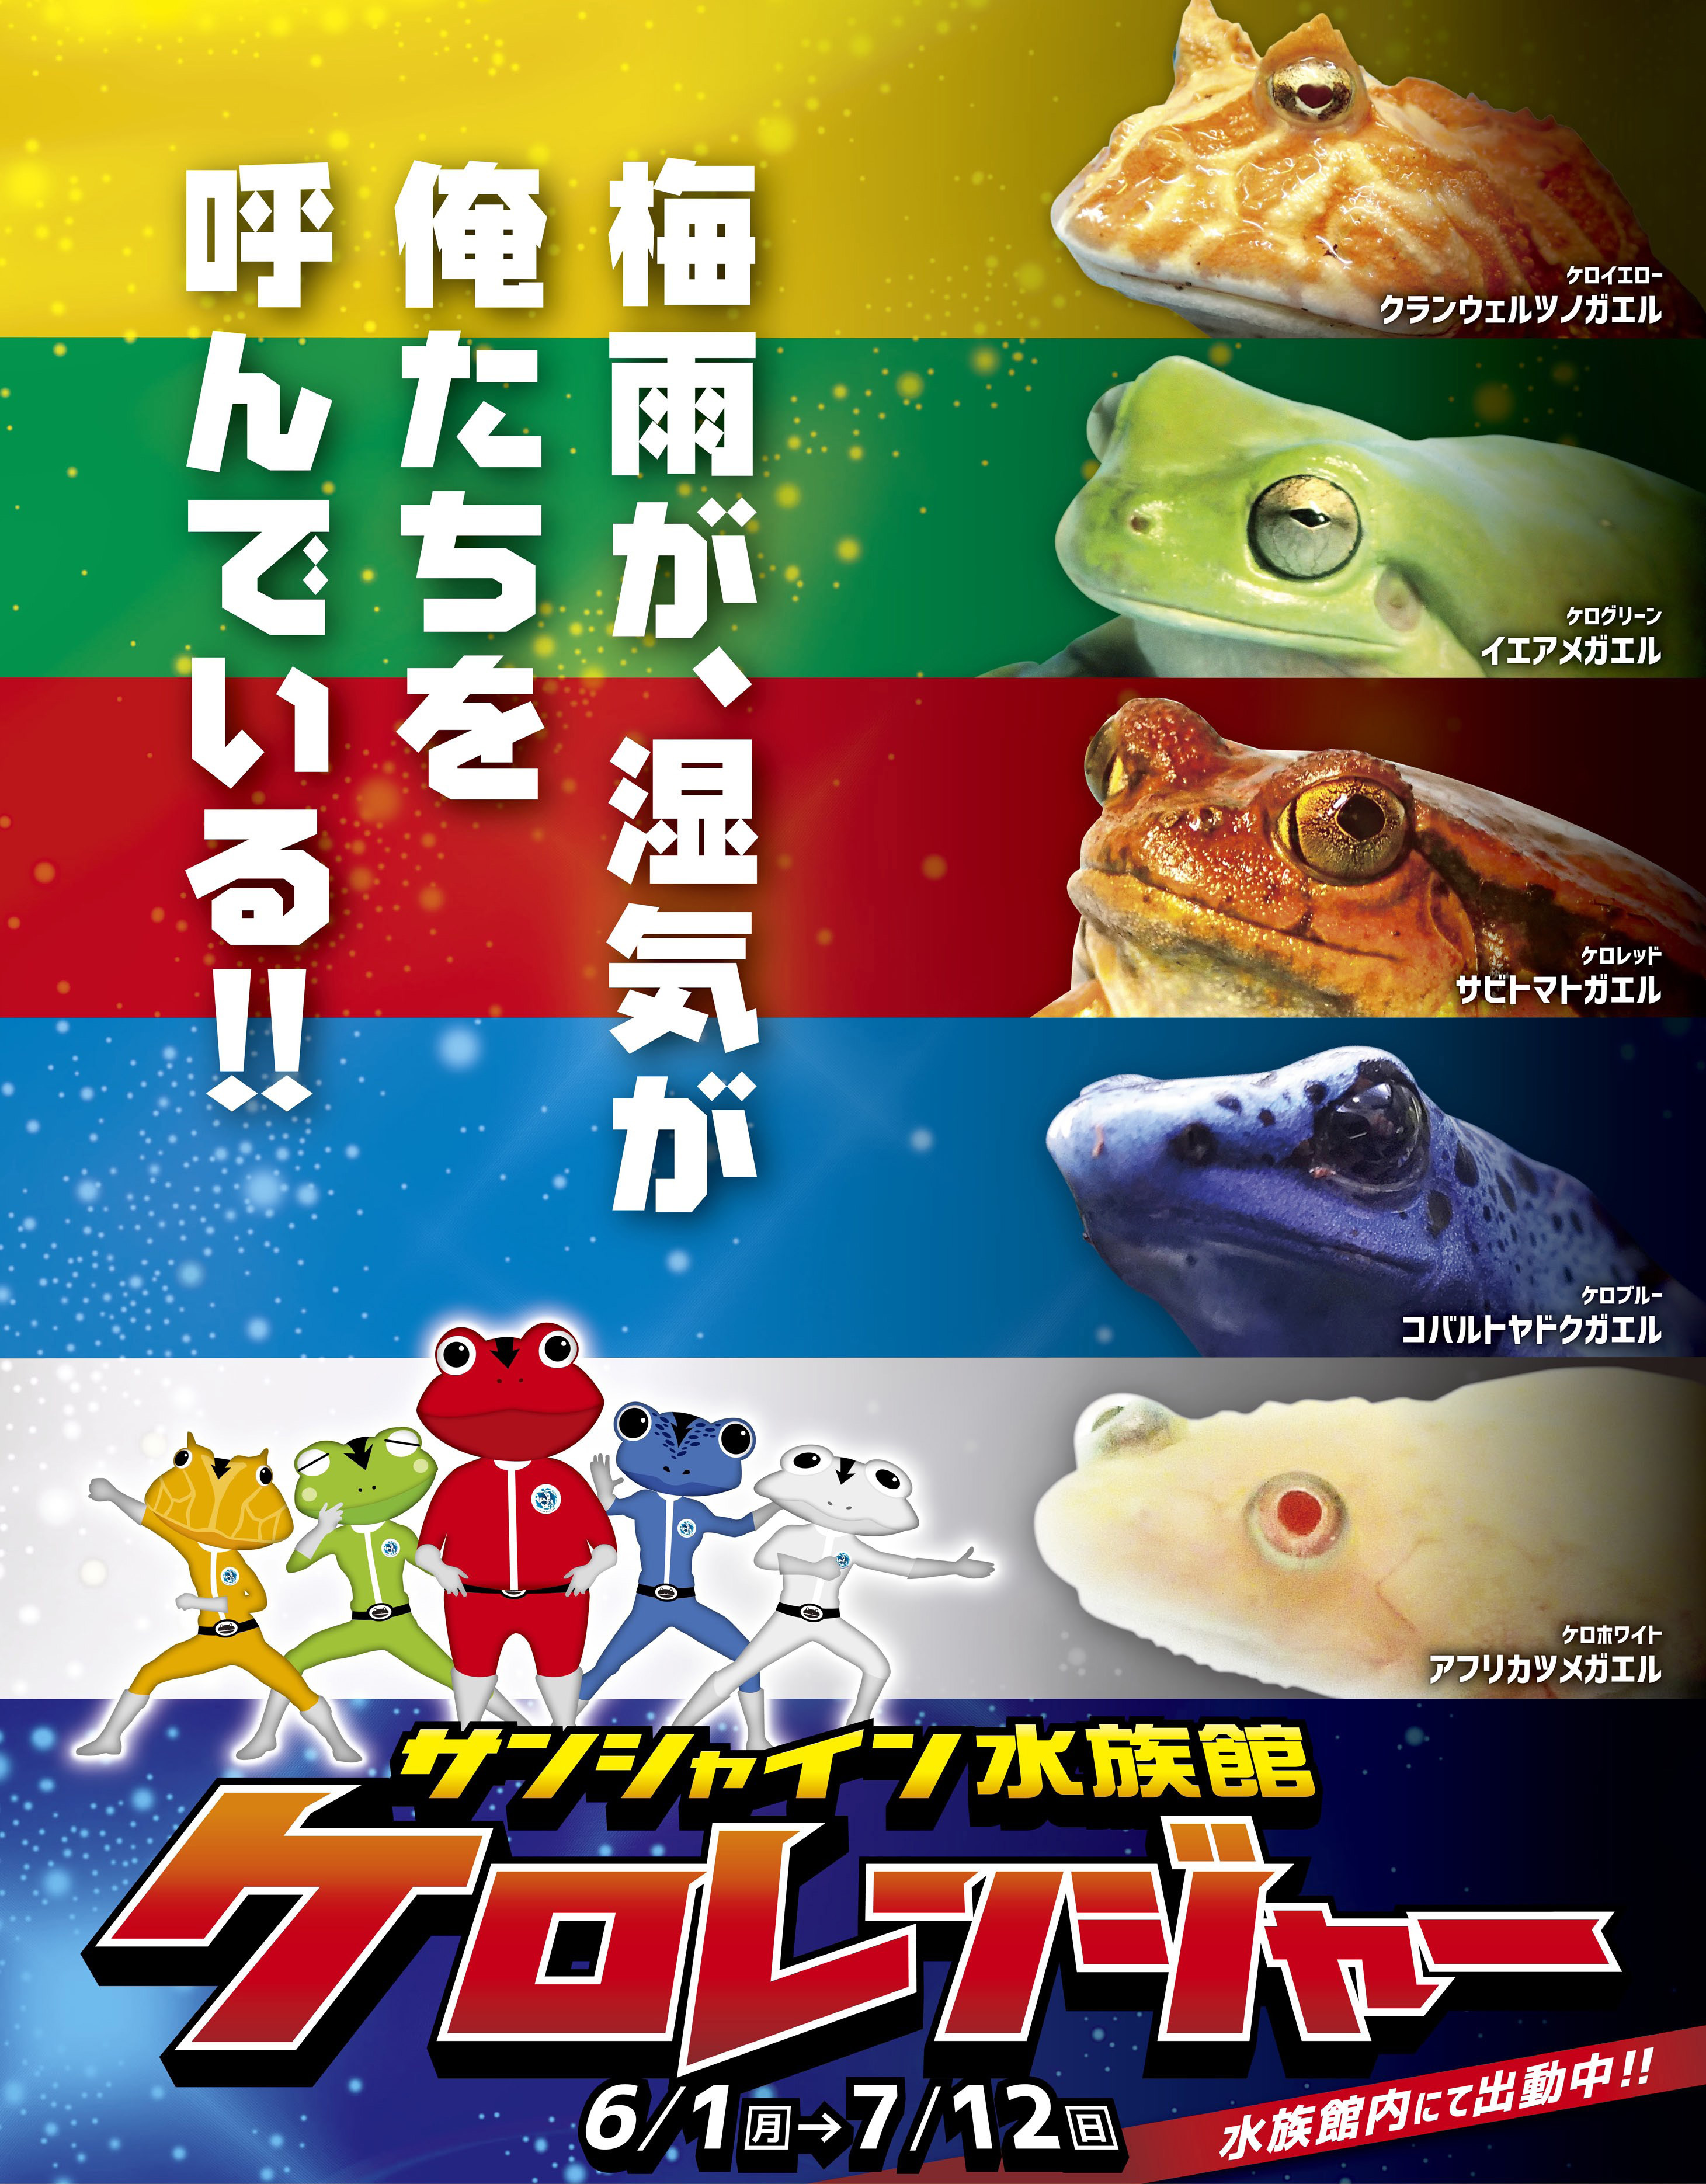 梅雨が、湿気が
俺たちを
呼んでいる!!
ケロイエロー
クランウェルツノガエル
ケログリーン
イエアメガエル
ケロレッド
サビトマトガエル
ケロブルー
コバルトヤドクガエル
ケロホワイト
アフリカツメガエル
サンシャイン水族館
ケロレンジャー
6/1月→7/12日
水族館内にて出動中!!